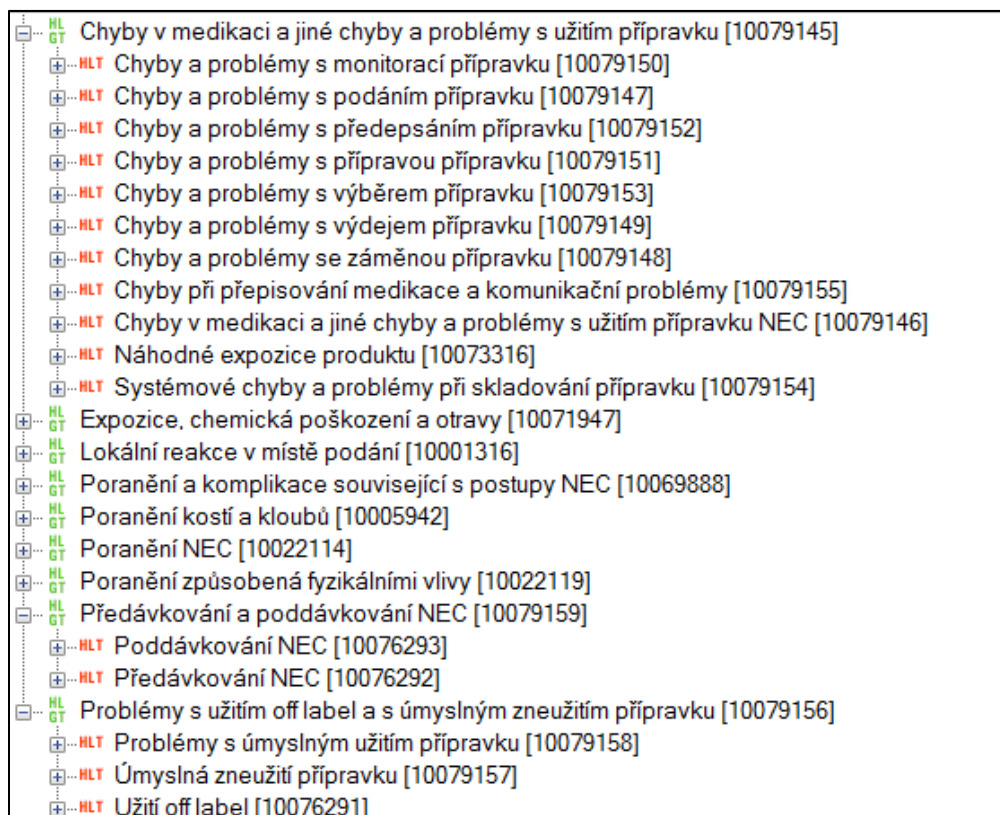 HL GT Chyby v medikaci a jiné chyby a problémy s užitím přípravku [10079145]
HLT Chyby a problémy s monitorací přípravku [10079150]
HLT Chyby a problémy s podáním přípravku [10079147]
HLT Chyby a problémy s předepsáním přípravku [10079152]
HLT Chyby a problémy s přípravou přípravku [10079151]
HLT Chyby a problémy s výběrem přípravku [10079153]
HLT Chyby a problémy s výdejem přípravku [10079149]
HLT Chyby a problémy se záměnou přípravku [10079148]
HLT Chyby při přepisování medikace a komunikační problémy [10079155]
HLT Chyby v medikaci a jiné chyby a problémy s užitím přípravku NEC [10079146]
HLT Náhodné expozice produktu [10073316]
HLT Systémové chyby a problémy při skladování přípravku [10079154]
HL GT Expozice, chemická poškození a otravy [10071947]
HL GT Lokální reakce v místě podání [10001316]
HL GT Poranění a komplikace související s postupy NEC [10069888]
HL GT Poranění kostí a kloubů [10005942]
HL GT Poranění NEC [10022114]
HL GT Poranění způsobená fyzikálními vlivy [10022119]
HL GT Předávkování a poddávkování NEC [10079159]
HLT Poddávkování NEC [10076293]
HLT Předávkování NEC [10076292]
HL GT Problémy s užitím off label a s úmyslným zneužitím přípravku [10079156]
HLT Problémy s úmyslným užitím přípravku [10079158]
HLT Úmyslná zneužití přípravku [10079157]
HLT Užití off label [10076291]